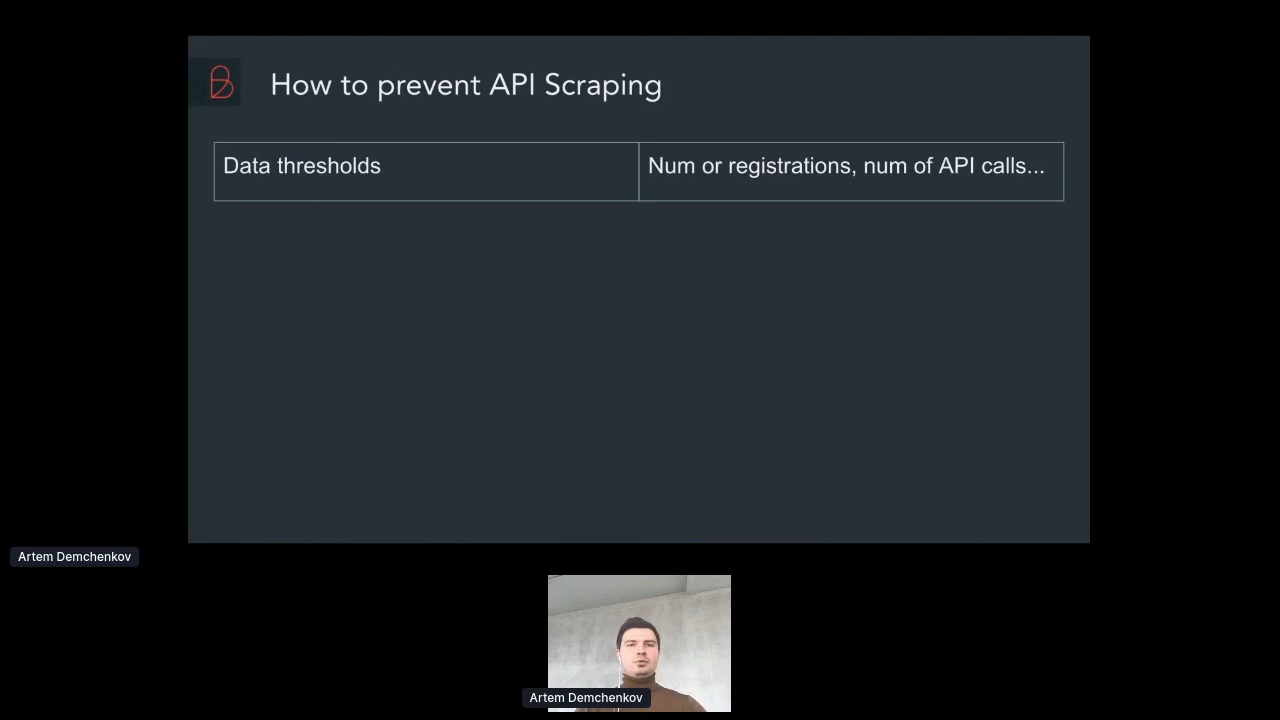 How to prevent API Scraping
Data thresholds
Num or registrations, num of API calls...
Artem Demchenkov
Artem Demchenkov